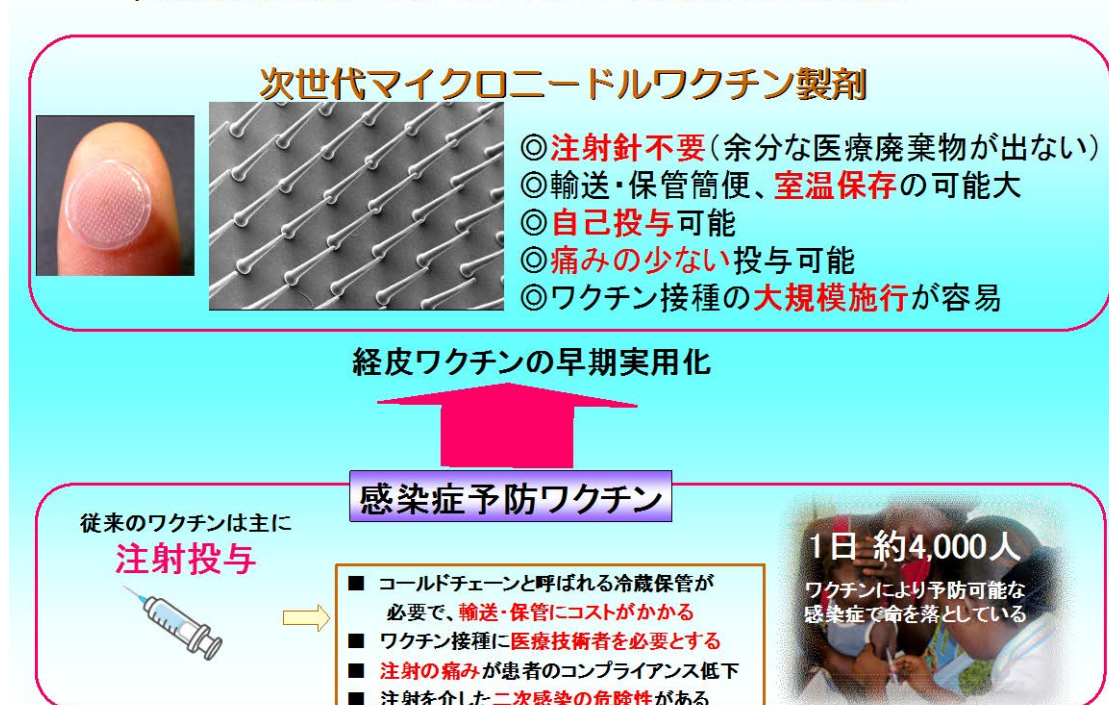 次世代マイクロニードルワクチン製剤
◎注射針不要(余分な医療廃棄物が出ない)
◎輸送・保管簡便、室温保存の可能大
◎自己投与可能
◎痛みの少ない投与可能
◎ワクチン接種の大規模施行が容易
経皮ワクチンの早期実用化
感染症予防ワクチン
従来のワクチンは主に
注射投与
■ コールドチェーンと呼ばれる冷蔵保管が
必要で、輸送・保管にコストがかかる
■ ワクチン接種に医療技術者を必要とする
■ 注射の痛みが患者のコンプライアンス低下
■ 注射を介した二次感染の危険性がある
1日 約4,000人
ワクチンにより予防可能な
感染症で命を落としている